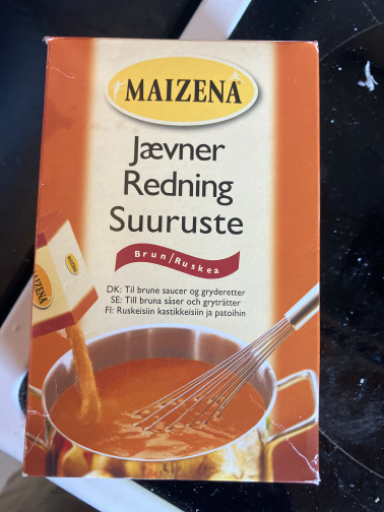 MAIZENA
Jævner
Redning
Suuruste
Brun/Ruskea
DK: Til brune saucer og gryderetter
SE: Till bruna såser och gryträtter
FI: Ruskeisiin kastikkeisiin ja patoihin
MAIZENA